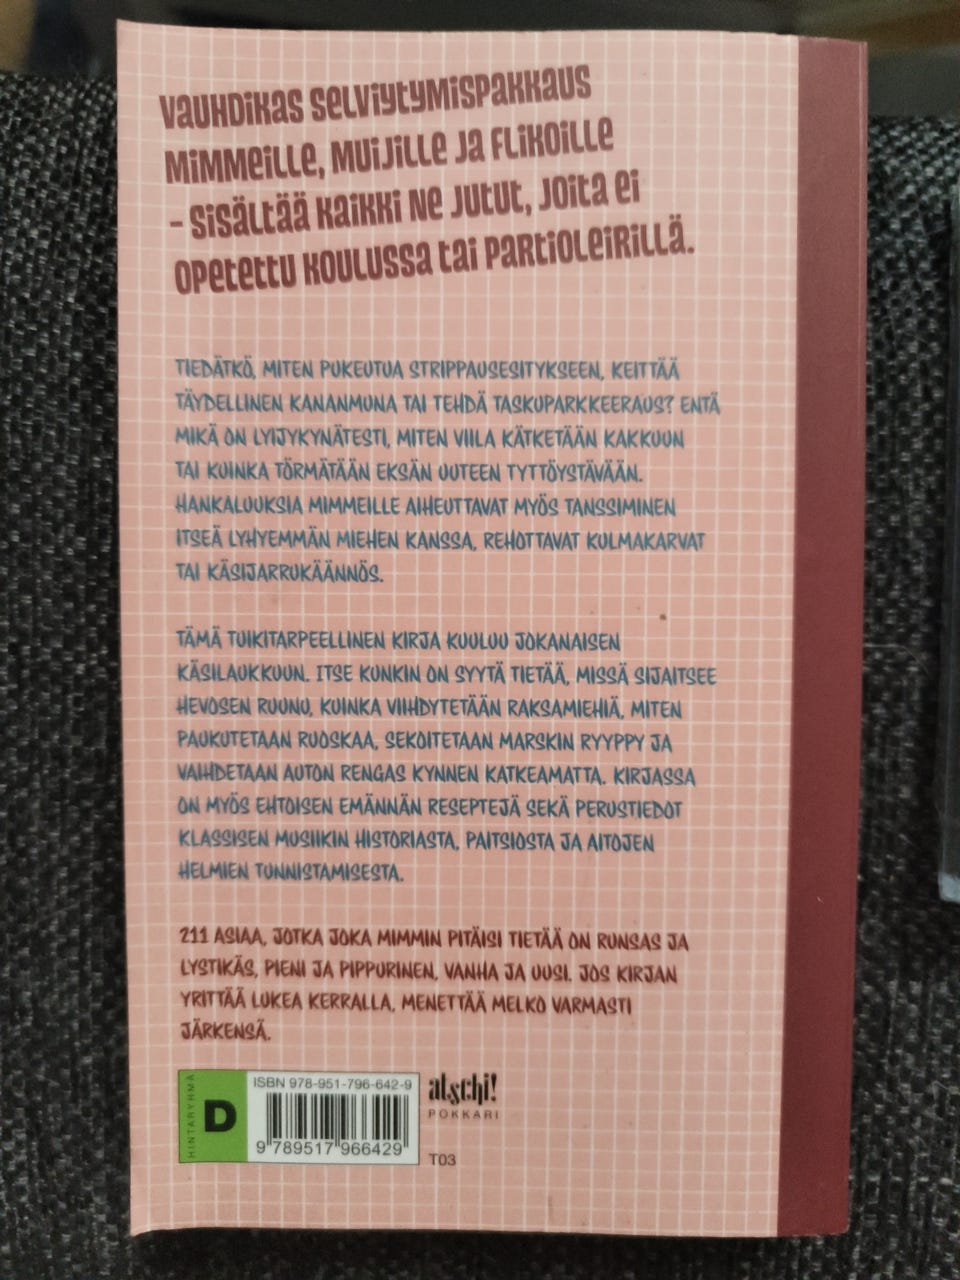 VAUHDIKAS SELVIYTYMISPAKKAUS
MIMMEILLE, MUIJILLE JA FLIKOILLE
– SISÄLTÄÄ KAIKKI NE JUTUT, JOITA EI
OPETETTU KOULUSSA TAI PARTIOLEIRILLÄ.
TIEDÄTKÖ, MITEN PUKEUTUA STRIPPAUSESITYKSEEN, KEITTÄÄ
TÄYDELLINEN KANANMUNA TAI TEHDÄ TASKUPARKKEERAUS? ENTÄ
MIKÄ ON LYIJYKYNÄTESTI, MITEN VIILA KÄTKETÄÄN KAKKUUN
TAI KUINKA TÖRMÄTÄÄN EKSÄN UUTEEN TYTTÖYSTÄVÄÄN.
HANKALUUKSIA MIMMEILLE AIHEUTTAVAT MYÖS TANSSIMINEN
ITSEÄ LYHYEMMÄN MIEHEN KANSSA, REHOTTAVAT KULMAKARVAT
TAI KÄSIJARRUKÄÄNNÖS.
TÄMÄ TUIKITARPEELLINEN KIRJA KUULUU JOKANAISEN
KÄSILAUKKUUN. ITSE KUNKIN ON SYYTÄ TIETÄÄ, MISSÄ SIJAITSEE
HEVOSEN RUUNU, KUINKA VIIHDYTETÄÄN RAKSAMIEHIÄ, MITEN
PAUKUTETAAN RUOSKAA, SEKOITETAAN MARSKIN RYYPPY JA
VAIHDETAAN AUTON RENGAS KYNNEN KATKEAMATTA. KIRJASSA
ON MYÖS EHTOISEN EMÄNNÄN RESEPTEJÄ SEKÄ PERUSTIEDOT
KLASSISEN MUSIIKIN HISTORIASTA, PAITSIOSTA JA AITOJEN
HELMIEN TUNNISTAMISESTA.
211 ASIAA, JOTKA JOKA MIMMIN PITÄISI TIETÄÄ ON RUNSAS JA
LYSTIKÄS, PIENI JA PIPPURINEN, VANHA JA UUSI. JOS KIRJAN
YRITTÄÄ LUKEA KERRALLA, MENETTÄÄ MELKO VARMASTI
JÄRKENSÄ.
HINTARYHMÄ
D
ISBN 978-951-796-642-9
9 789517 966429
atschi!
POKKARI
T03